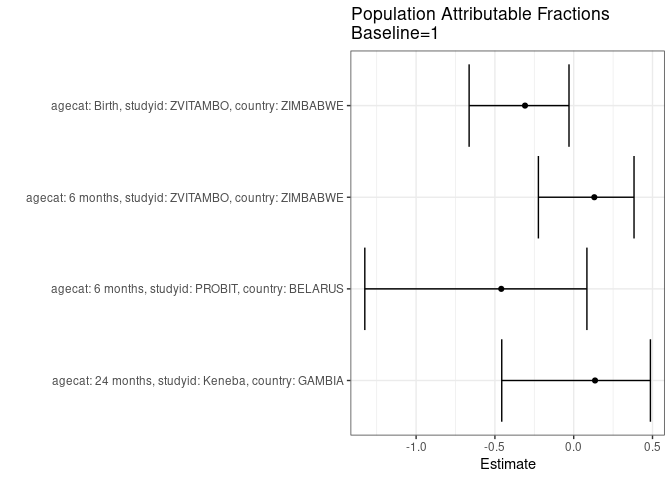 Population Attributable Fractions
Baseline=1
agecat: Birth, studyid: ZVITAMBO, country: ZIMBABWE
agecat: 6 months, studyid: ZVITAMBO, country: ZIMBABWE
agecat: 6 months, studyid: PROBIT, country: BELARUS
agecat: 24 months, studyid: Keneba, country: GAMBIA
-1.0 -0.5 0.0 0.5
Estimate